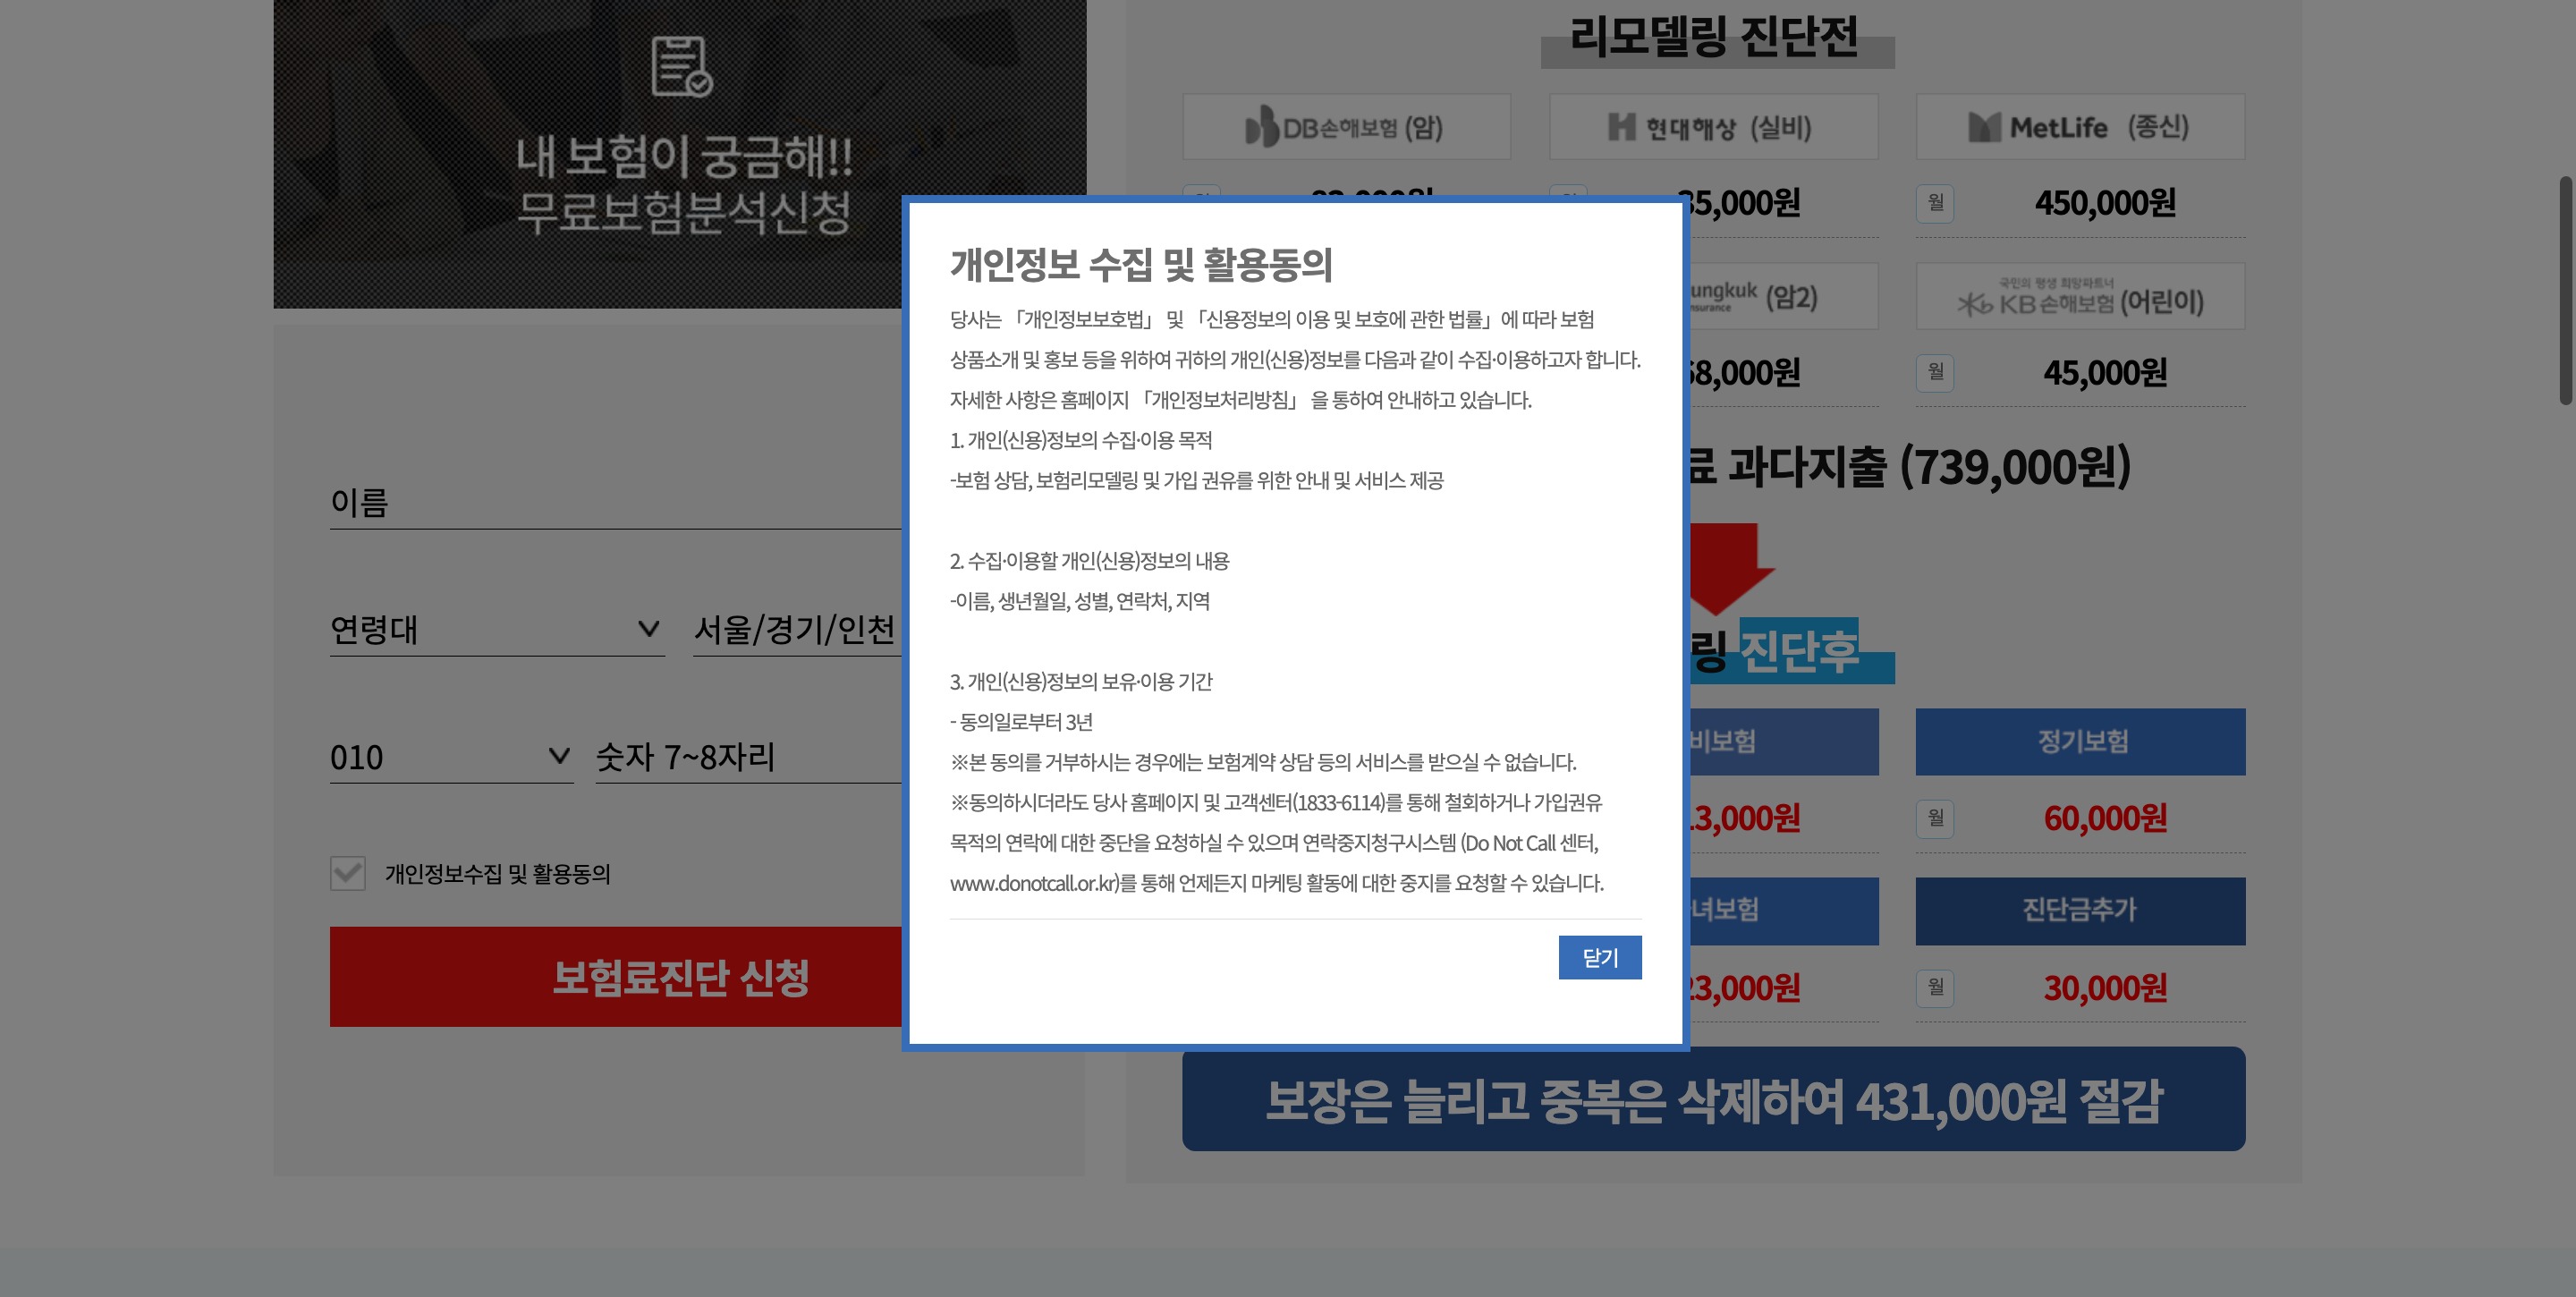 내 보험이 궁금해!!
무료보험분석신청
이름
연령대
서울/경기/인천
010
숫자 7~8자리
개인정보수집 및 활용동의
보험료진단 신청
개인정보 수집 및 활용동의
당사는 「개인정보보호법」 및 「신용정보의 이용 및 보호에 관한 법률」에 따라 보험
상품소개 및 홍보 등을 위하여 귀하의 개인(신용)정보를 다음과 같이 수집·이용하고자 합니다.
자세한 사항은 홈페이지 「개인정보처리방침」 을 통하여 안내하고 있습니다.
1. 개인(신용)정보의 수집·이용 목적
-보험 상담, 보험리모델링 및 가입 권유를 위한 안내 및 서비스 제공
2. 수집·이용할 개인(신용)정보의 내용
-이름, 생년월일, 성별, 연락처, 지역
3. 개인(신용)정보의 보유·이용 기간
- 동의일로부터 3년
※본 동의를 거부하시는 경우에는 보험계약 상담 등의 서비스를 받으실 수 없습니다.
※동의하시더라도 당사 홈페이지 및 고객센터(1833-6114)를 통해 철회하거나 가입권유
목적의 연락에 대한 중단을 요청하실 수 있으며 연락중지청구시스템 (Do Not Call 센터,
www.donotcall.or.kr)를 통해 언제든지 마케팅 활동에 대한 중지를 요청할 수 있습니다.
닫기
리모델링 진단전
DB손해보험 (암)
현대해상 (실비)
MetLife (종신)
5,000원
월 450,000원
ungkuk (암2)
nsurance
국민의 평생 희망파트너
KB손해보험 (어린이)
8,000원
월 45,000원
료 과다지출 (739,000원)
링 진단후
비보험
정기보험
3,000원
월 60,000원
녀보험
진단금추가
23,000원
월 30,000원
보장은 늘리고 중복은 삭제하여 431,000원 절감